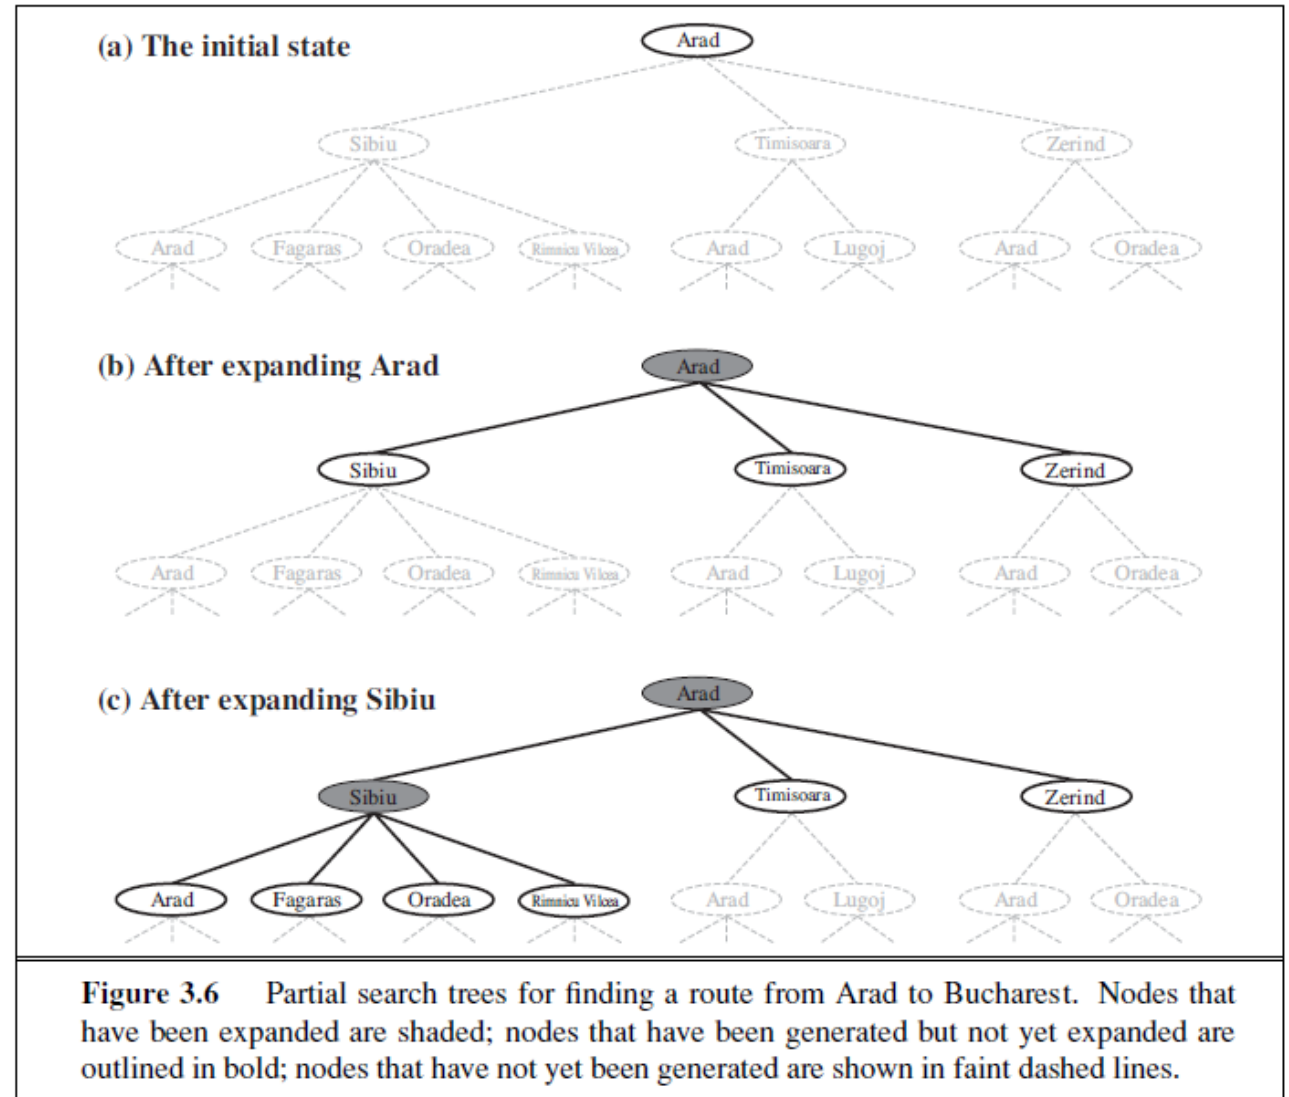 (a) The initial state
Arad
Sibiu Timisoara Zerind
Arad Fagaras Oradea Rimnicu Vilcea Arad Lugoj Arad Oradea
(b) After expanding Arad
Arad
Sibiu Timisoara Zerind
Arad Fagaras Oradea Rimnicu Vilcea Arad Lugoj Arad Oradea
(c) After expanding Sibiu
Arad
Sibiu Timisoara Zerind
Arad Fagaras Oradea Rimnicu Vilcea Arad Lugoj Arad Oradea
Figure 3.6 Partial search trees for finding a route from Arad to Bucharest. Nodes that
have been expanded are shaded; nodes that have been generated but not yet expanded are
outlined in bold; nodes that have not yet been generated are shown in faint dashed lines.